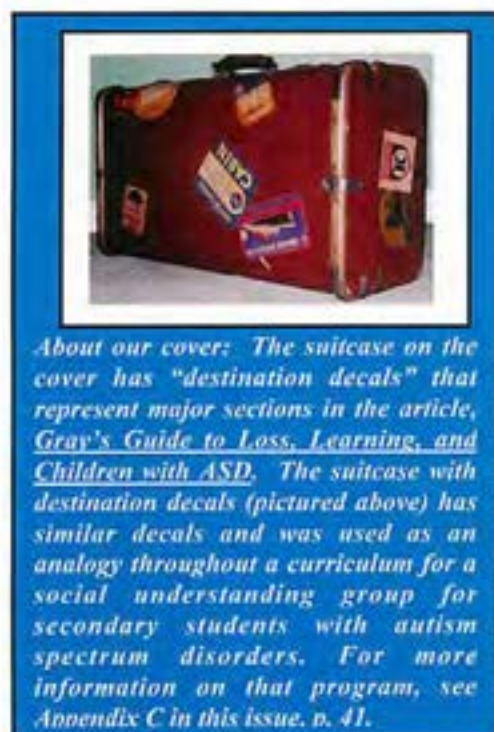 CABIN
About our cover: The suitcase on the
cover has "destination decals" that
represent major sections in the article,
Gray's Guide to Loss, Learning, and
Children with ASD. The suitcase with
destination decals (pictured above) has
similar decals and was used as an
analogy throughout a curriculum for a
social understanding group for
secondary students with autism
spectrum disorders. For more
information on that program, see
Appendix C in this issue, p. 41.